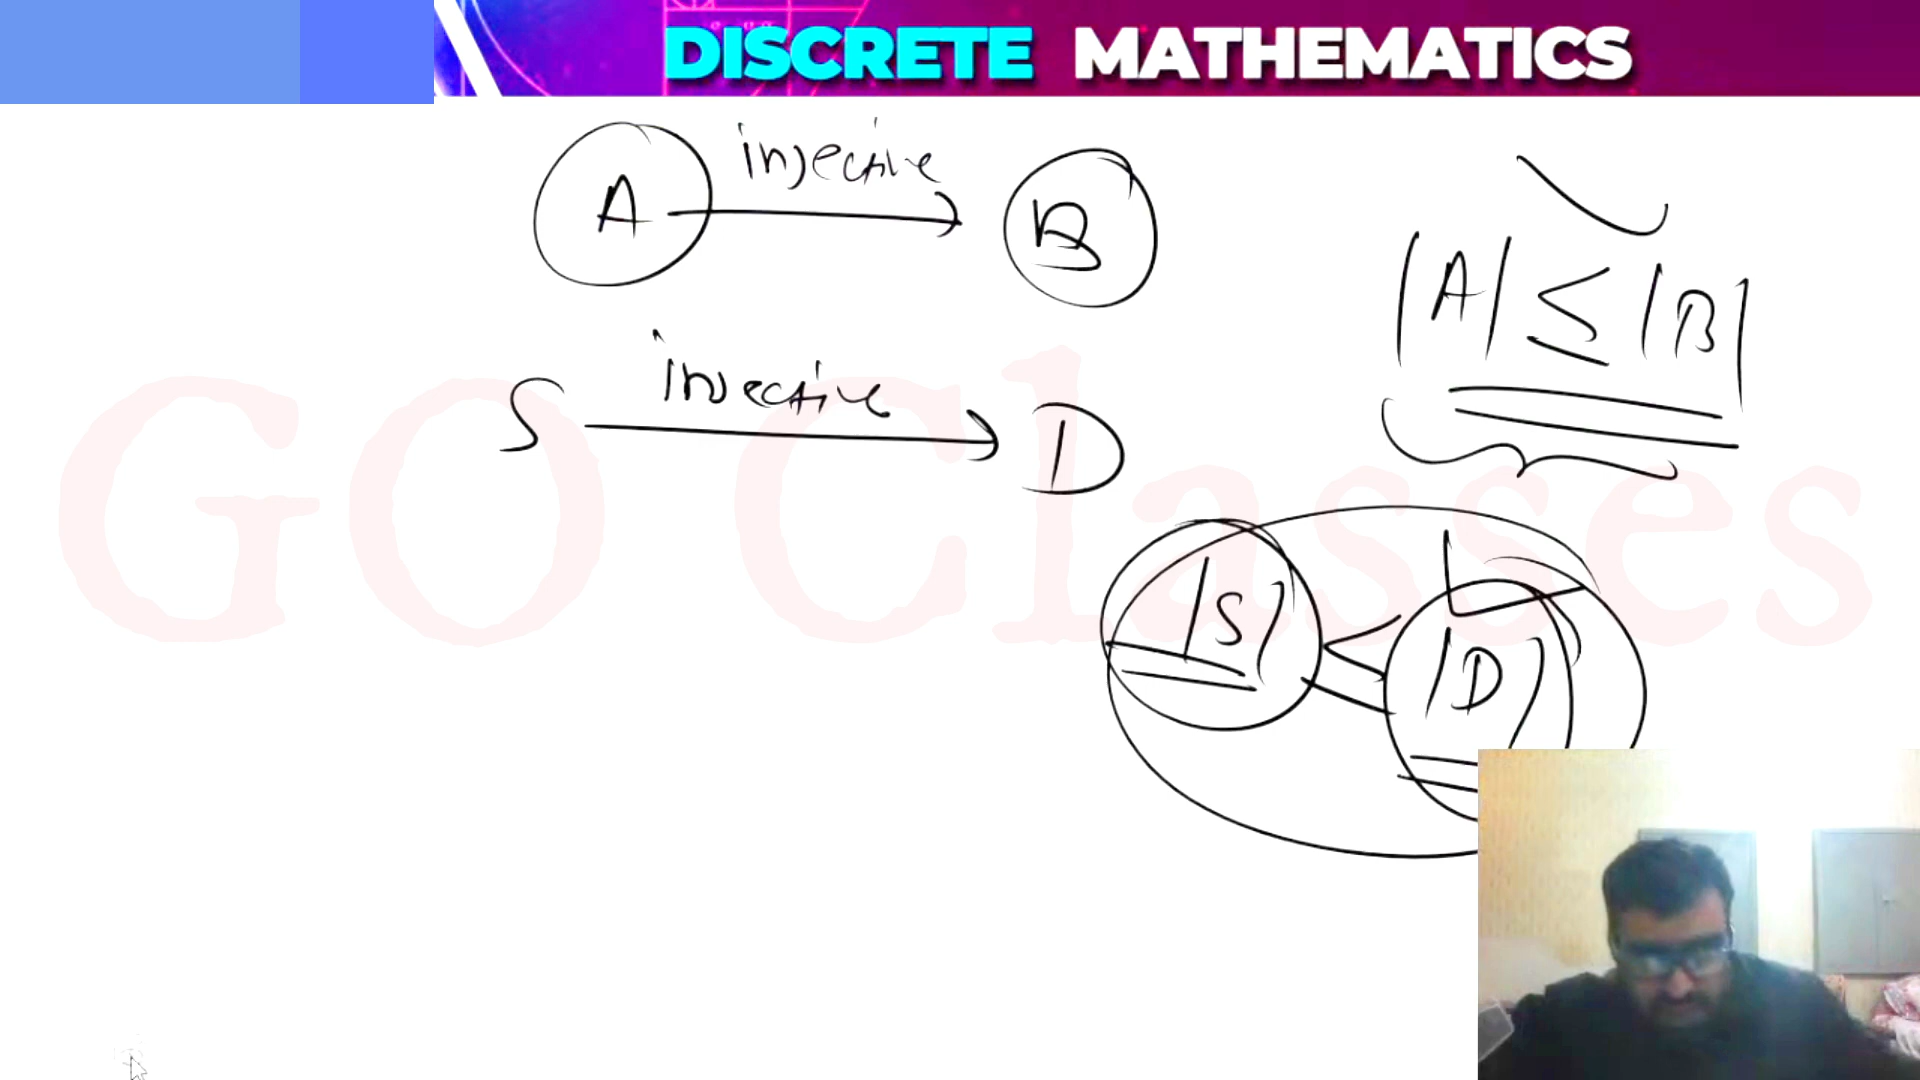 DISCRETE MATHEMATICS
A injective B
|A| ≤ |B|
S injective D
GO Classes
|S| ≤ |D|